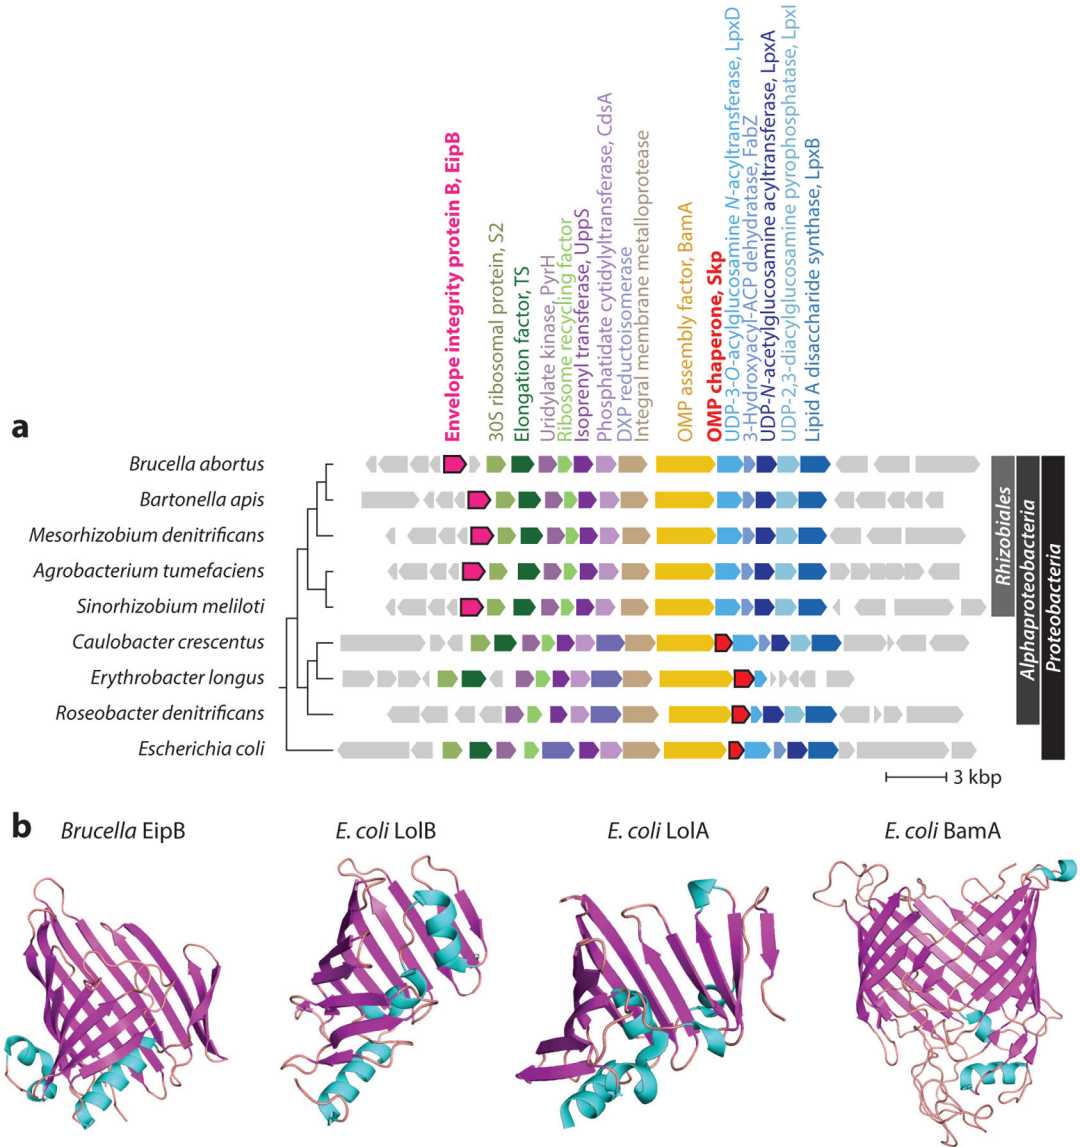 Envelope integrity protein B, EipB
30S ribosomal protein, S2
Elongation factor, TS
Uridylate kinase, PyrH
Ribosome recycling factor
Isoprenyl transferase, UppS
Phosphatidate cytidylyltransferase, CdsA
DXP reductoisomerase
Integral membrane metalloprotease
OMP assembly factor, BamA
OMP chaperone, Skp
UDP-3-O-acylglucosamine N-acyltransferase, LpxD
3-Hydroxyacyl-ACP dehydratase, FabZ
UDP-N-acetylglucosamine acyltransferase, LpxA
UDP-2,3-diacylglucosamine pyrophosphatase, LpxI
Lipid A disaccharide synthase, LpxB
a
Brucella abortus
Bartonella apis
Mesorhizobium denitrificans
Agrobacterium tumefaciens
Sinorhizobium meliloti
Caulobacter crescentus
Erythrobacter longus
Roseobacter denitrificans
Escherichia coli
Rhizobiales
Alphaproteobacteria
Proteobacteria
3 kbp
b
Brucella EipB
E. coli LolB
E. coli LolA
E. coli BamA